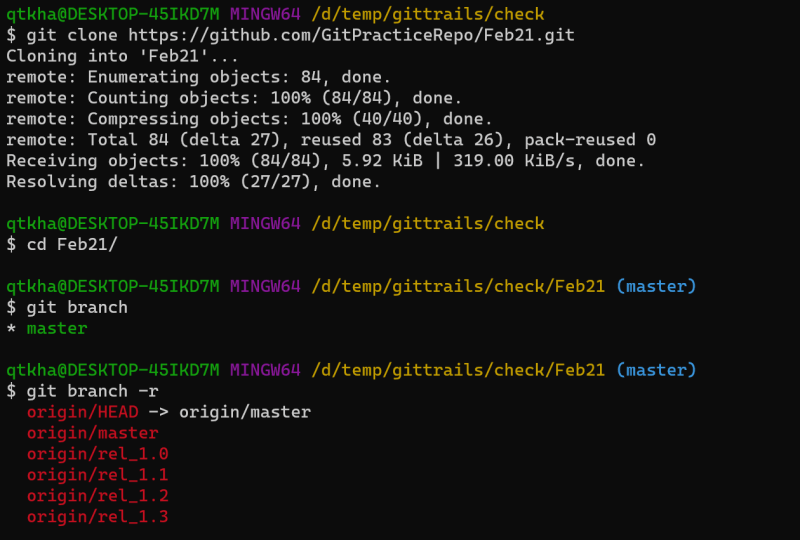 qtkha@DESKTOP-45IKD7M MINGW64 /d/temp/gittrails/check
$ git clone https://github.com/GitPracticeRepo/Feb21.git
Cloning into 'Feb21'...
remote: Enumerating objects: 84, done.
remote: Counting objects: 100% (84/84), done.
remote: Compressing objects: 100% (40/40), done.
remote: Total 84 (delta 27), reused 83 (delta 26), pack-reused 0
Receiving objects: 100% (84/84), 5.92 KiB | 319.00 KiB/s, done.
Resolving deltas: 100% (27/27), done.

qtkha@DESKTOP-45IKD7M MINGW64 /d/temp/gittrails/check
$ cd Feb21/

qtkha@DESKTOP-45IKD7M MINGW64 /d/temp/gittrails/check/Feb21 (master)
$ git branch
* master

qtkha@DESKTOP-45IKD7M MINGW64 /d/temp/gittrails/check/Feb21 (master)
$ git branch -r
  origin/HEAD -> origin/master
  origin/master
  origin/rel_1.0
  origin/rel_1.1
  origin/rel_1.2
  origin/rel_1.3